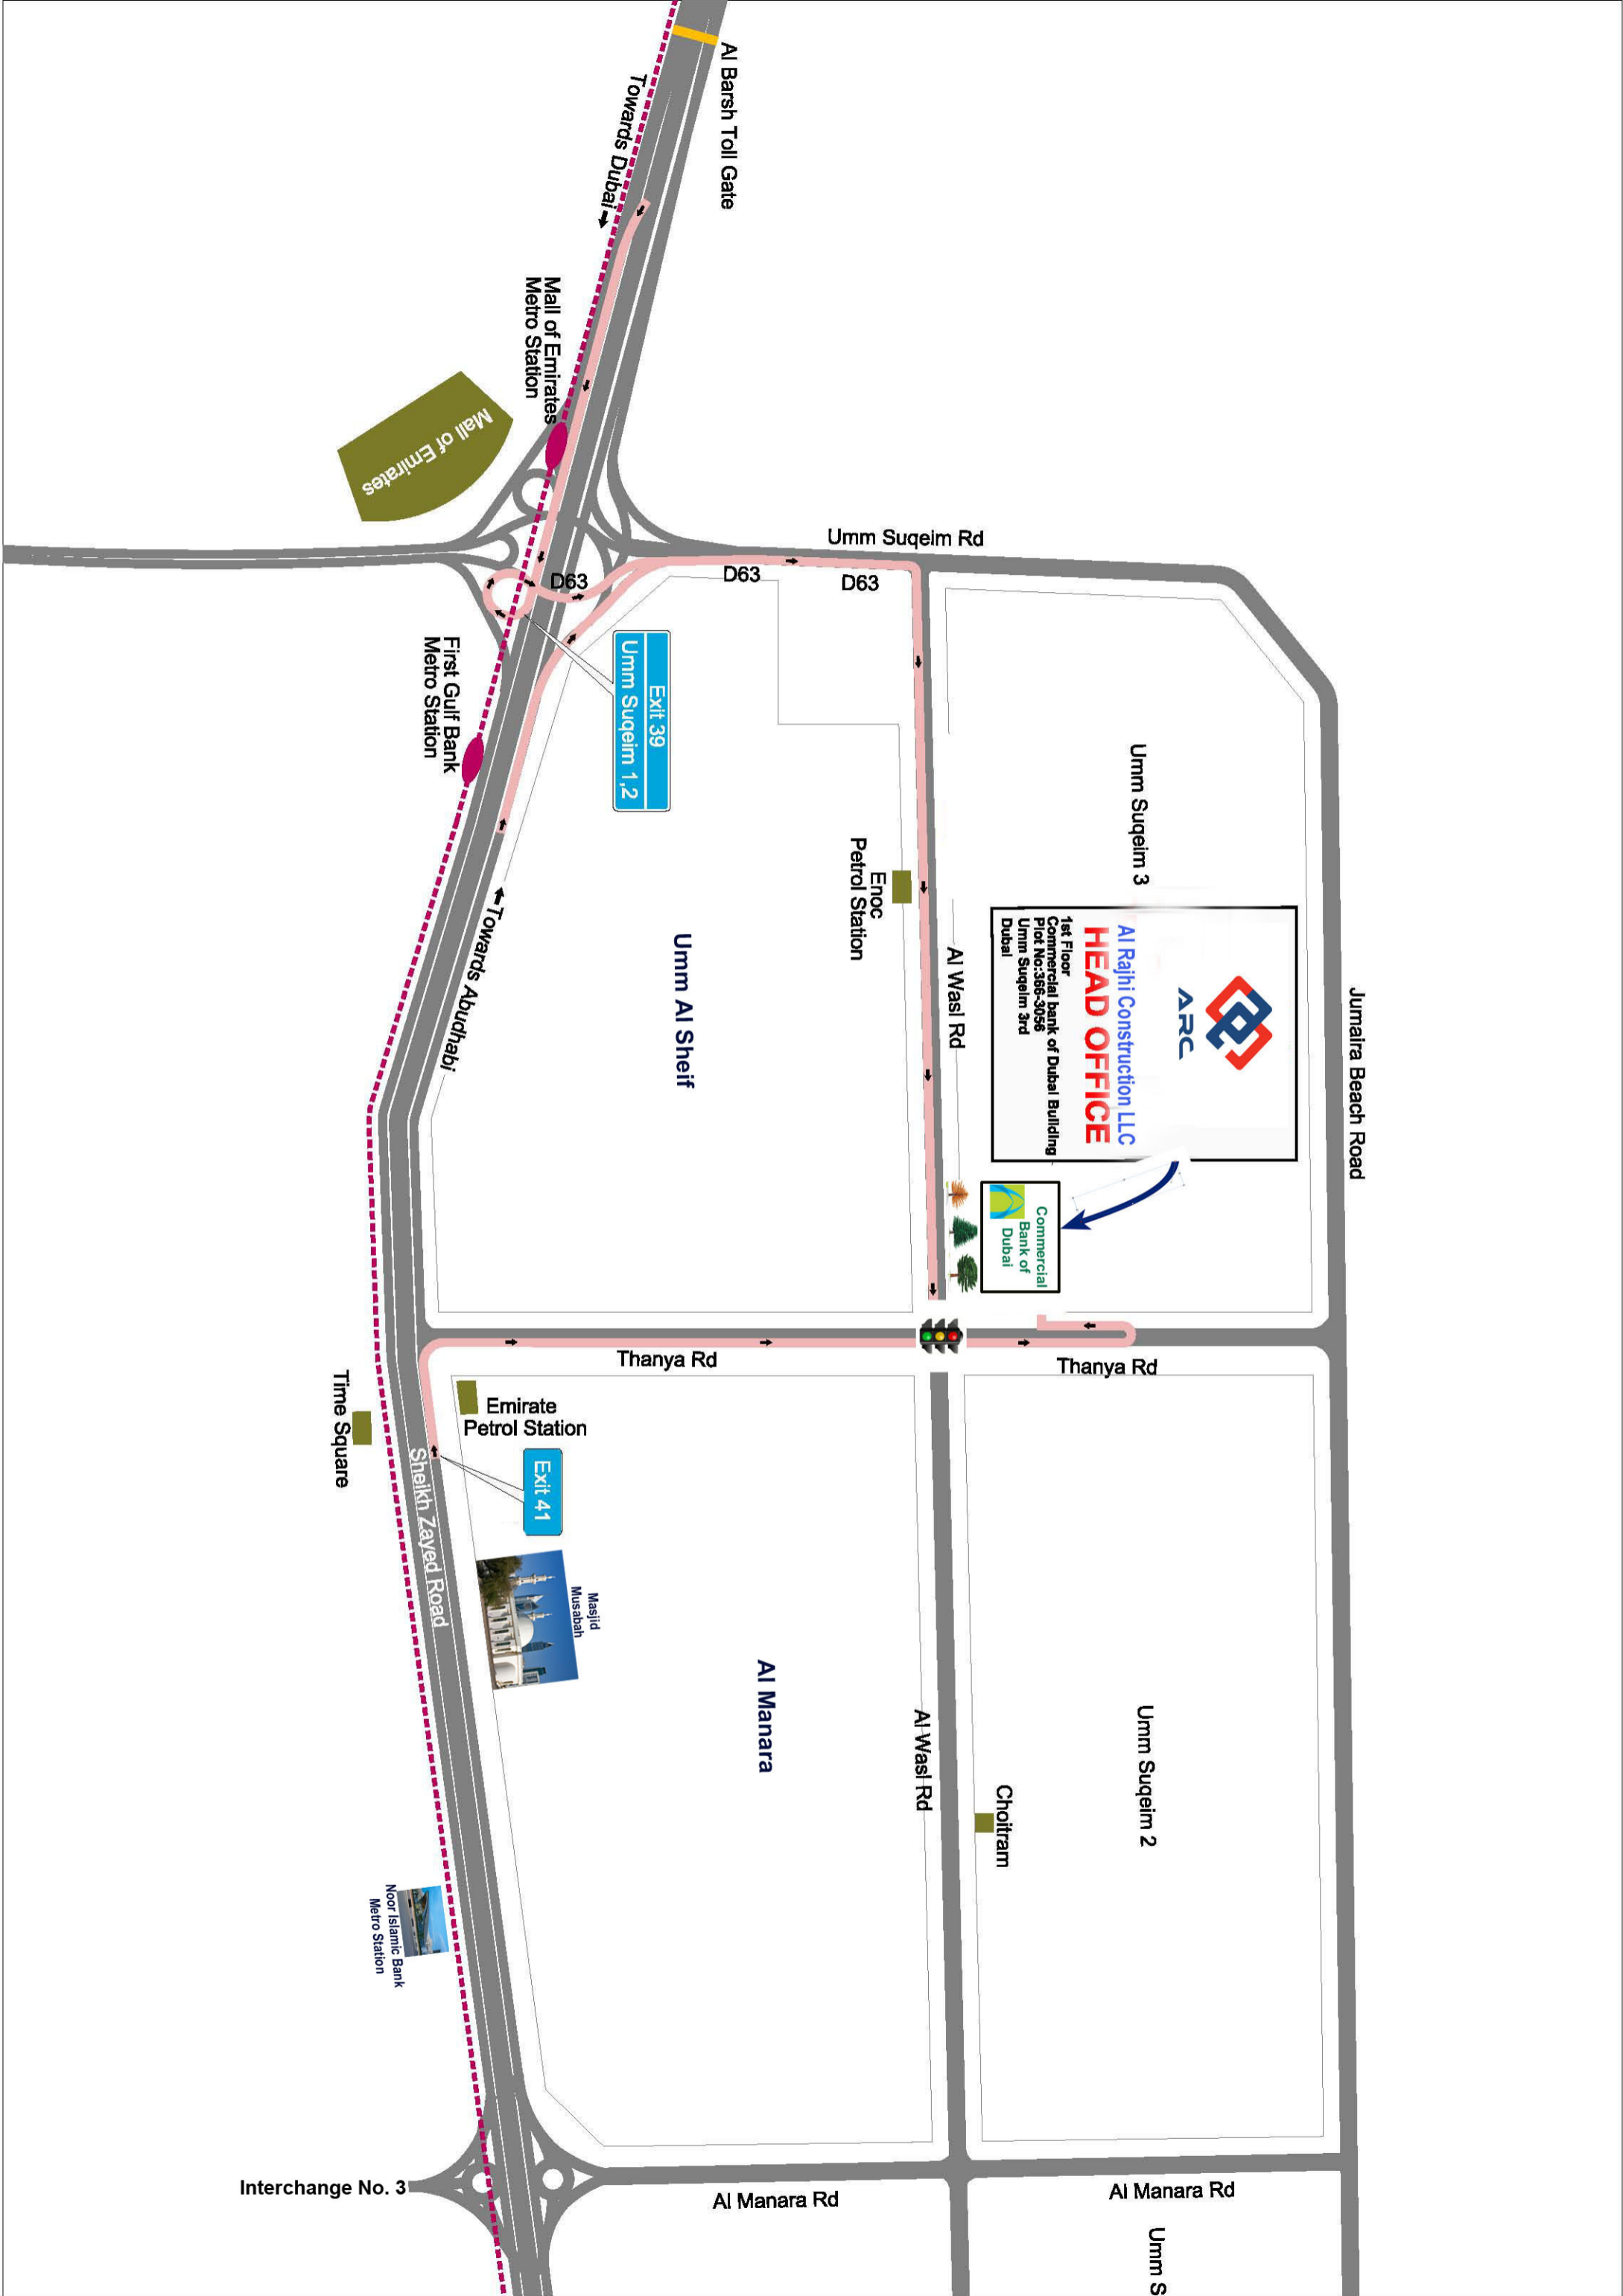 Al Barsh Toll Gate
Towards Dubai
Mall of Emirates
Metro Station
Mall of Emirates
Umm Suqeim Rd
D63
D63
D63
Exit 39
Umm Suqeim 1,2
First Gulf Bank
Metro Station
Umm Suqeim 3
Enoc
Petrol Station
Al Wasl Rd
Towards Abudhabi
Umm Al Sheif
Jumaira Beach Road
ARC
Al Rajhi Construction LLC
HEAD OFFICE
1st Floor
Commercial bank of Dubai Building
Plot No:366-3056
Umm Suqeim 3rd
Dubai
Commercial
Bank of
Dubai
Thanya Rd
Thanya Rd
Time Square
Emirate
Petrol Station
Exit 41
Sheikh Zayed Road
Masjid
Musabah
Al Manara
Al Wasl Rd
Choitram
Umm Suqeim 2
Noor Islamic Bank
Metro Station
Interchange No. 3
Al Manara Rd
Al Manara Rd
Umm S